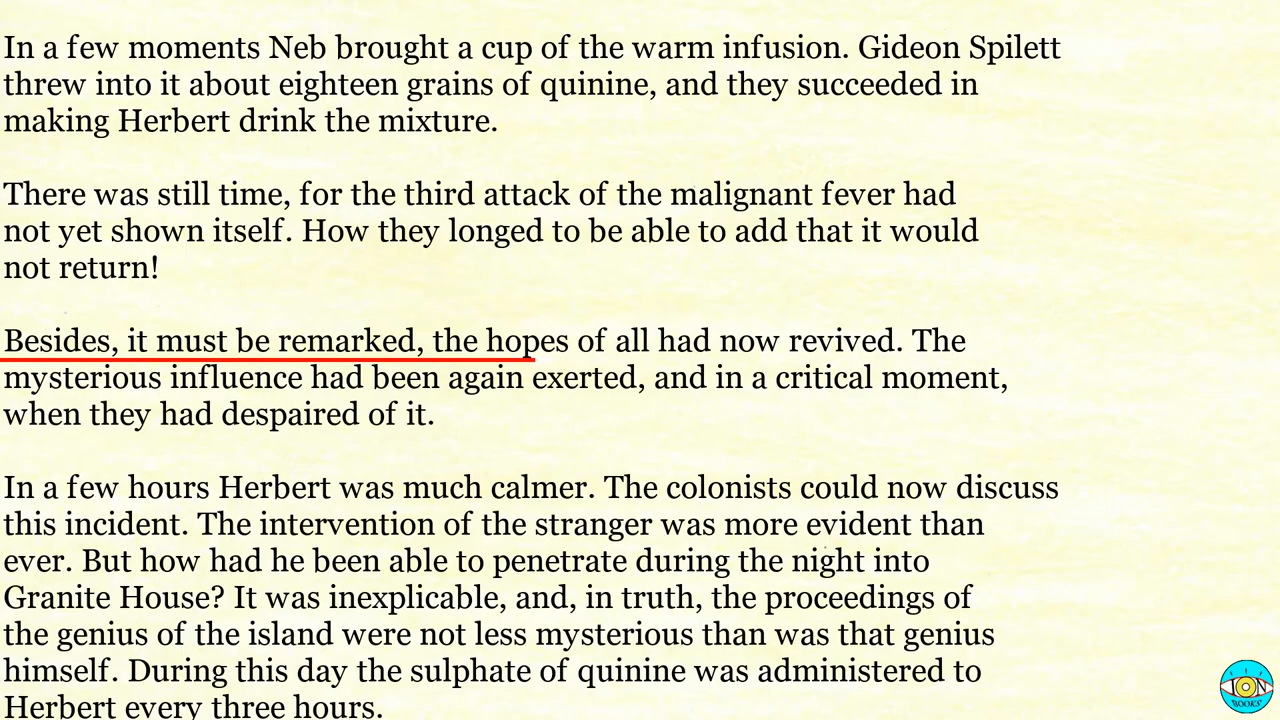 In a few moments Neb brought a cup of the warm infusion. Gideon Spilett
threw into it about eighteen grains of quinine, and they succeeded in
making Herbert drink the mixture.
There was still time, for the third attack of the malignant fever had
not yet shown itself. How they longed to be able to add that it would
not return!
Besides, it must be remarked, the hopes of all had now revived. The
mysterious influence had been again exerted, and in a critical moment,
when they had despaired of it.
In a few hours Herbert was much calmer. The colonists could now discuss
this incident. The intervention of the stranger was more evident than
ever. But how had he been able to penetrate during the night into
Granite House? It was inexplicable, and, in truth, the proceedings of
the genius of the island were not less mysterious than was that genius
himself. During this day the sulphate of quinine was administered to
Herbert every three hours.
ION
BOOKS